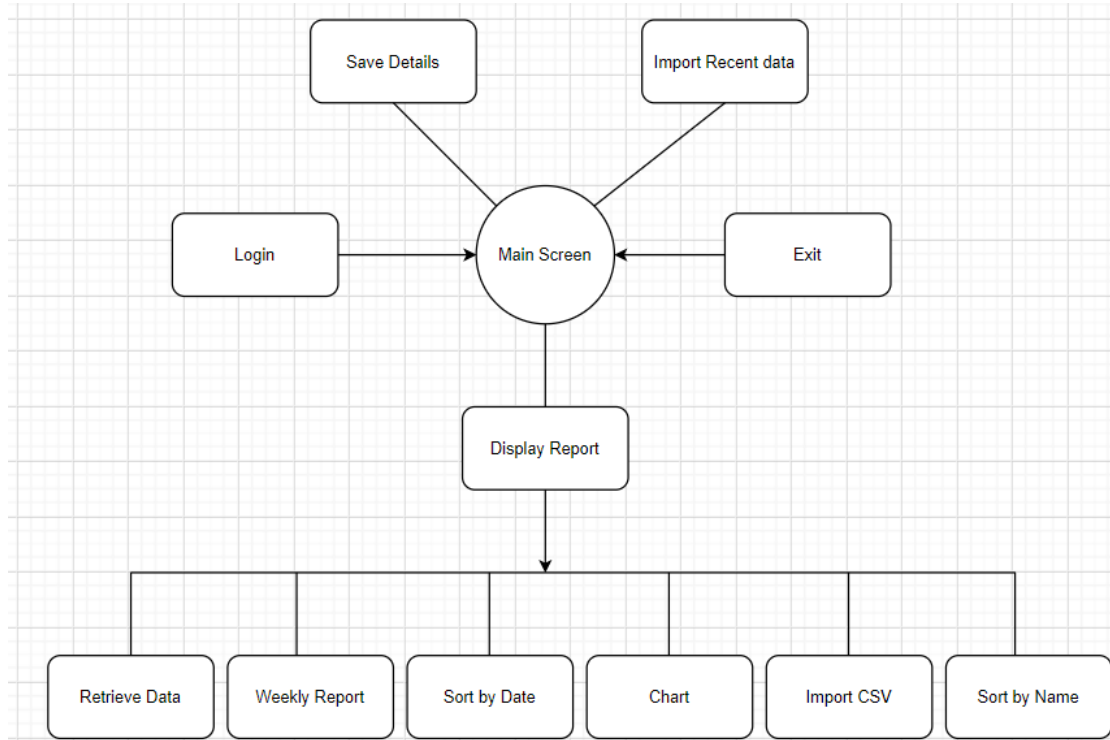 Save Details
Import Recent data
Login
Main Screen
Exit
Display Report
Retrieve Data
Weekly Report
Sort by Date
Chart
Import CSV
Sort by Name